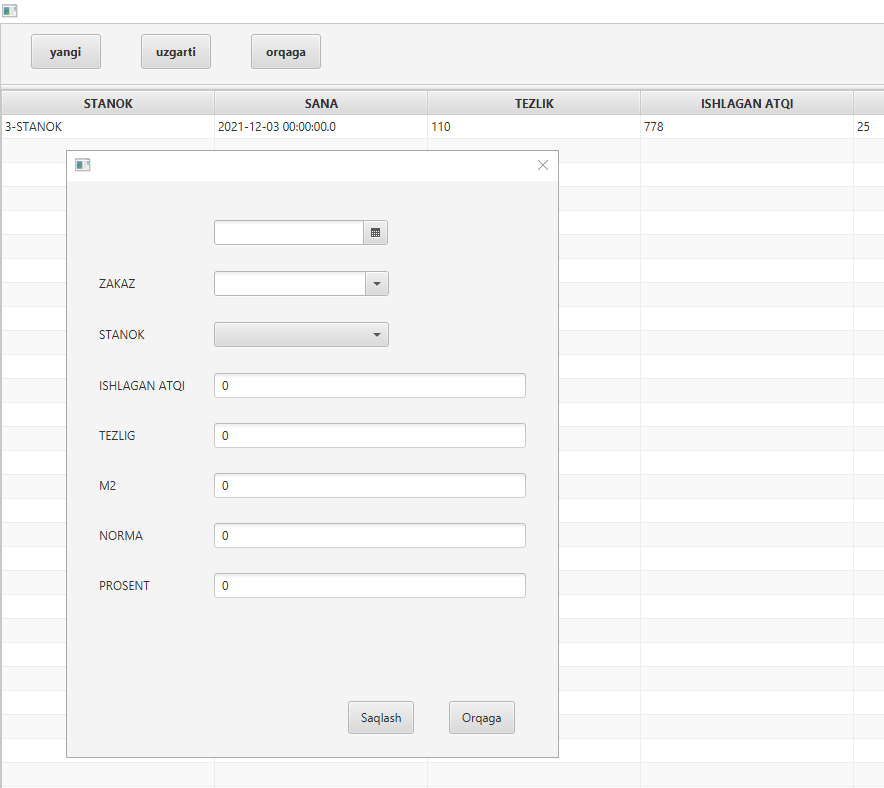 yangi uzgarti orqaga
STANOK SANA TEZLIK ISHLAGAN ATQI
3-STANOK 2021-12-03 00:00:00.0 110 778 25
ZAKAZ
STANOK
ISHLAGAN ATQI 0
TEZLIG 0
M2 0
NORMA 0
PROSENT 0
Saqlash Orqaga